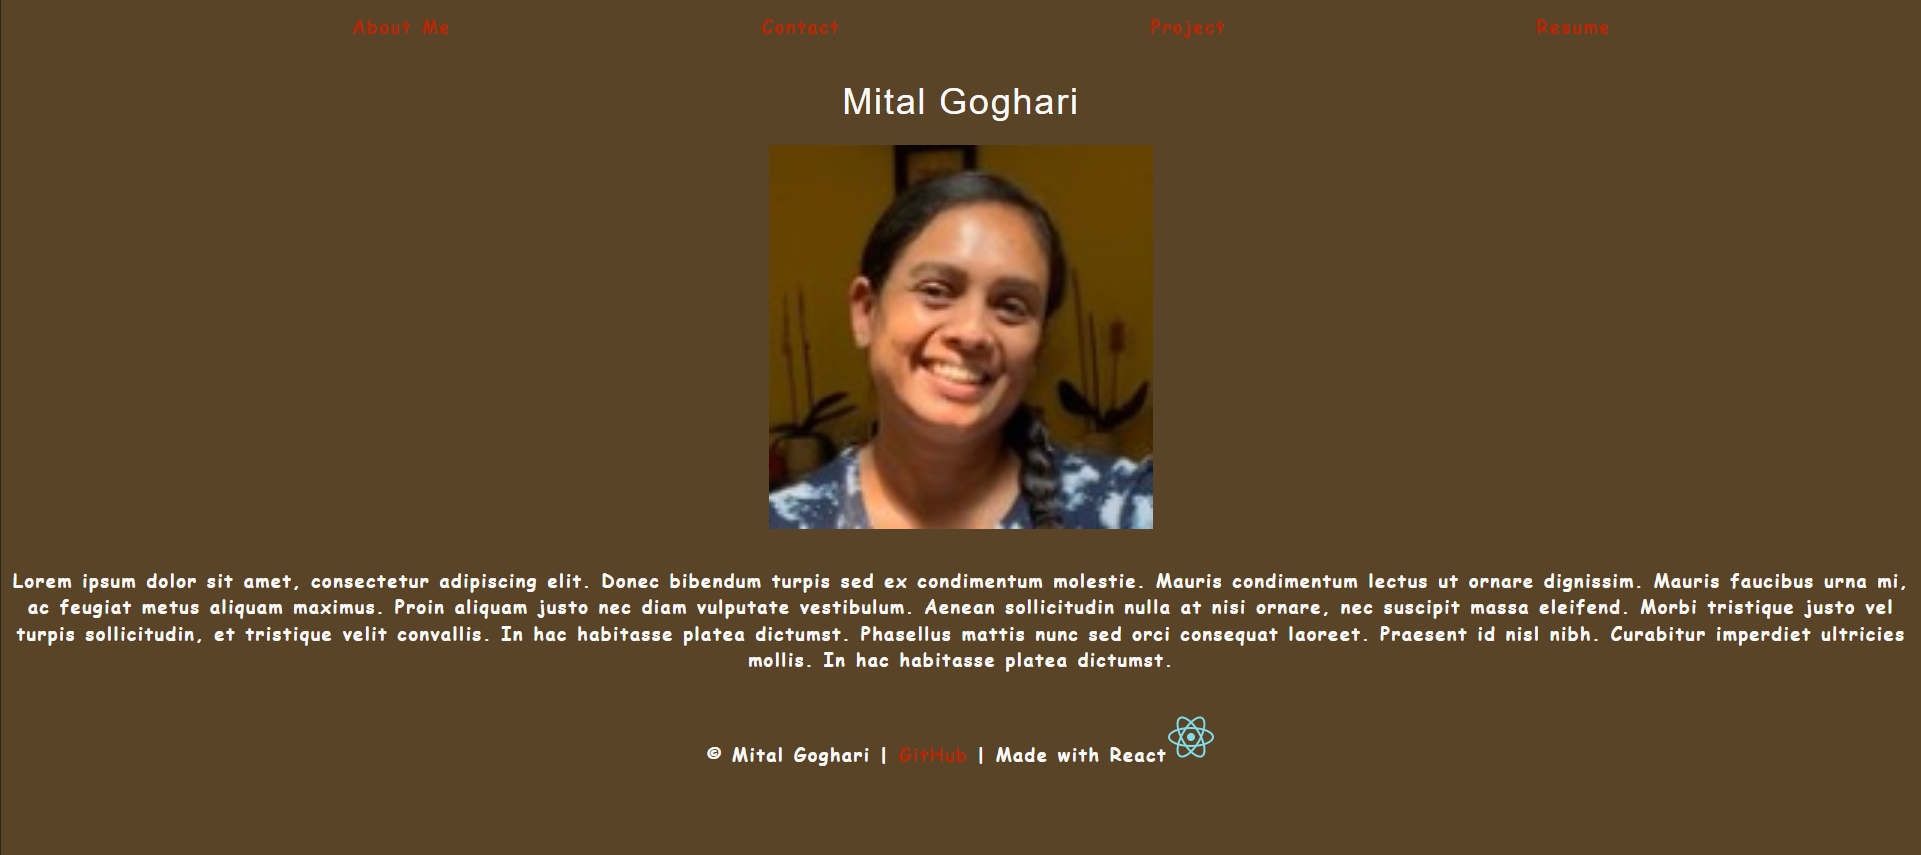 About Me Contact Project Resume
Mital Goghari
Lorem ipsum dolor sit amet, consectetur adipiscing elit. Donec bibendum turpis sed ex condimentum molestie. Mauris condimentum lectus ut ornare dignissim. Mauris faucibus urna mi,
ac feugiat metus aliquam maximus. Proin aliquam justo nec diam vulputate vestibulum. Aenean sollicitudin nulla at nisi ornare, nec suscipit massa eleifend. Morbi tristique justo vel
turpis sollicitudin, et tristique velit convallis. In hac habitasse platea dictumst. Phasellus mattis nunc sed orci consequat laoreet. Praesent id nisl nibh. Curabitur imperdiet ultricies
mollis. In hac habitasse platea dictumst.
© Mital Goghari | GitHub | Made with React